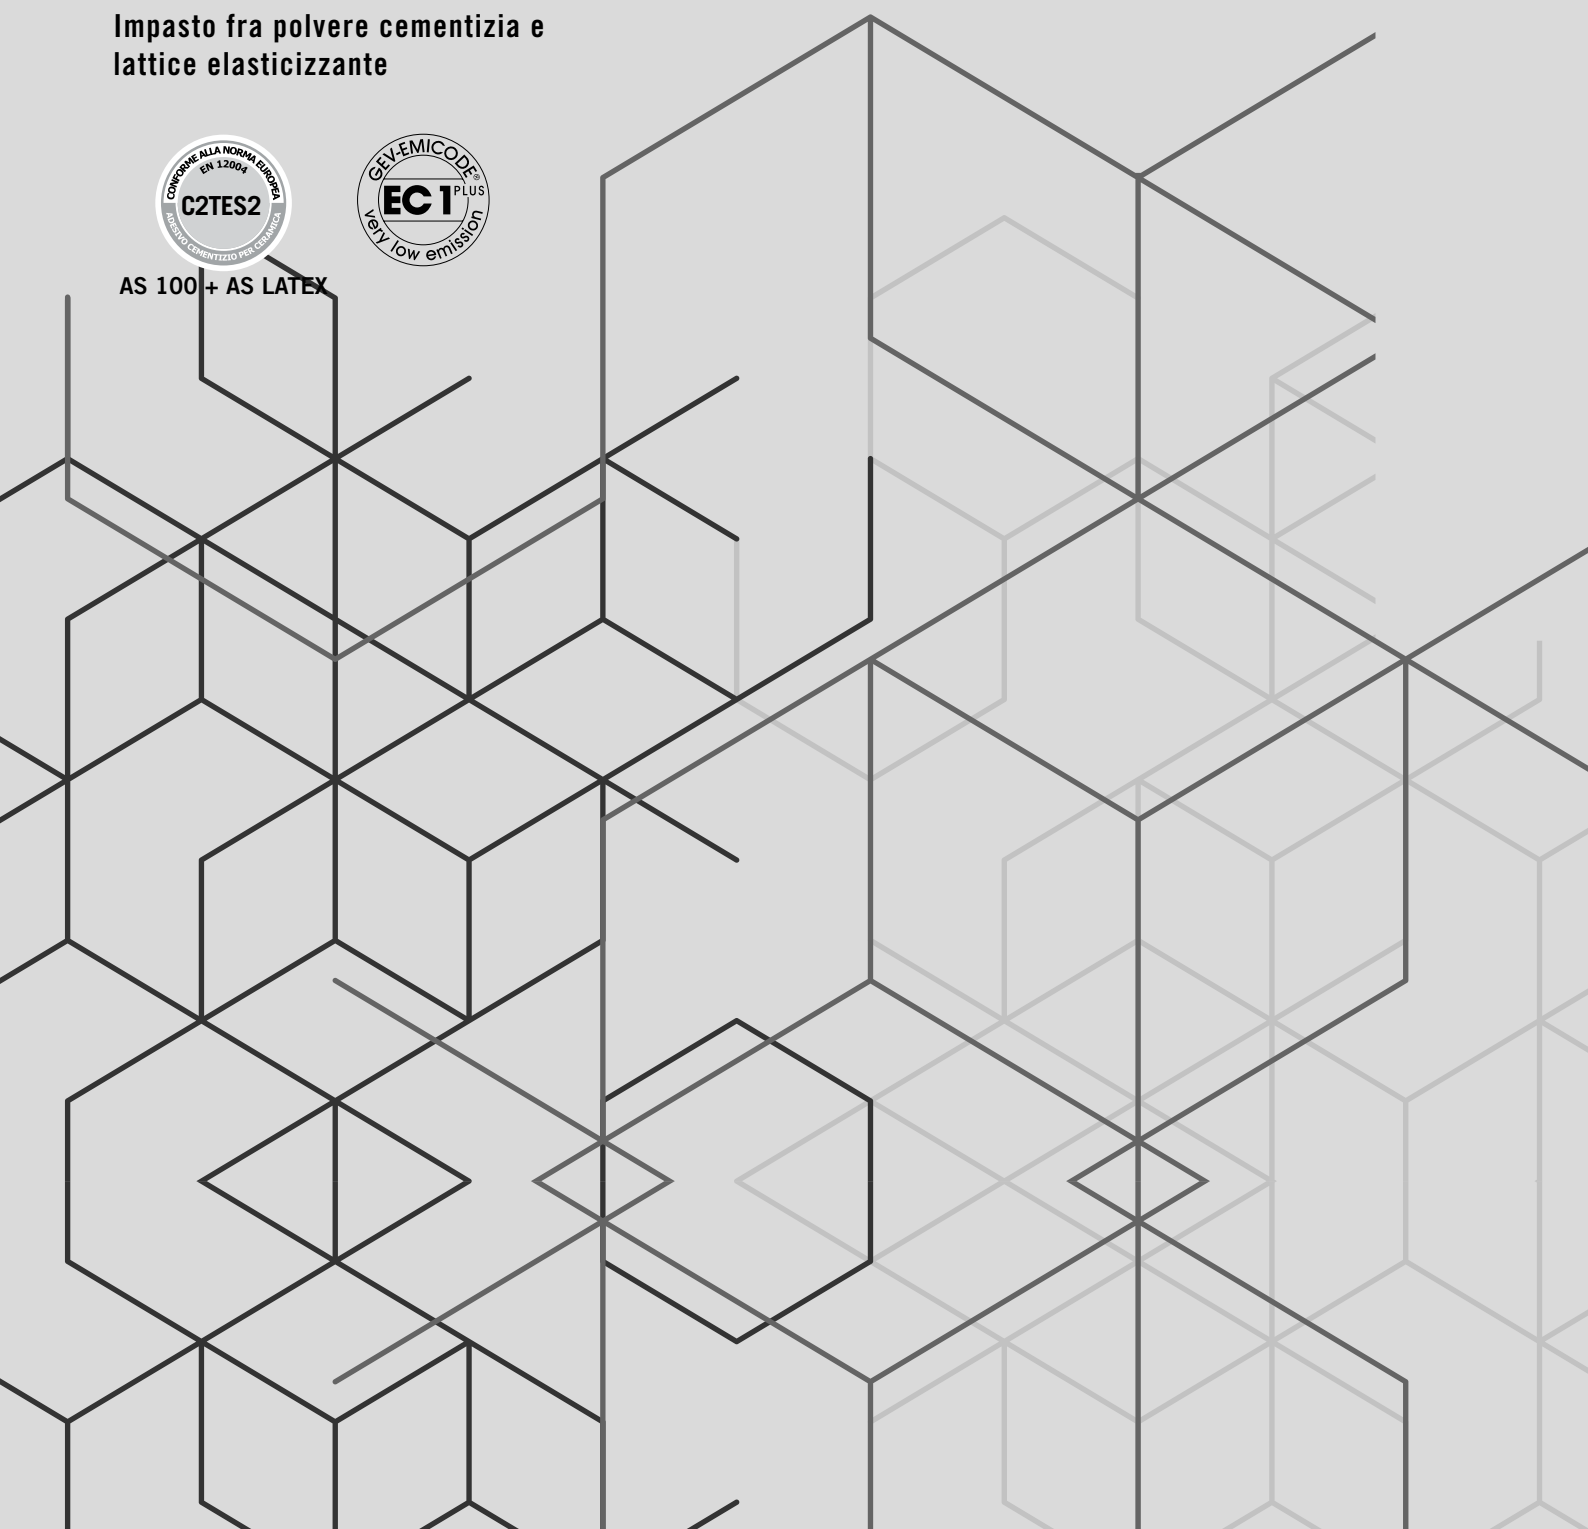 Impasto fra polvere cementizia e
lattice elasticizzante
CONFORME ALLA NORMA EUROPEA
EN 12004
C2TES2
ADESIVO CEMENTIZIO PER CERAMICA
GEV-EMICODE®
EC 1 PLUS
very low emission
AS 100 + AS LATEX